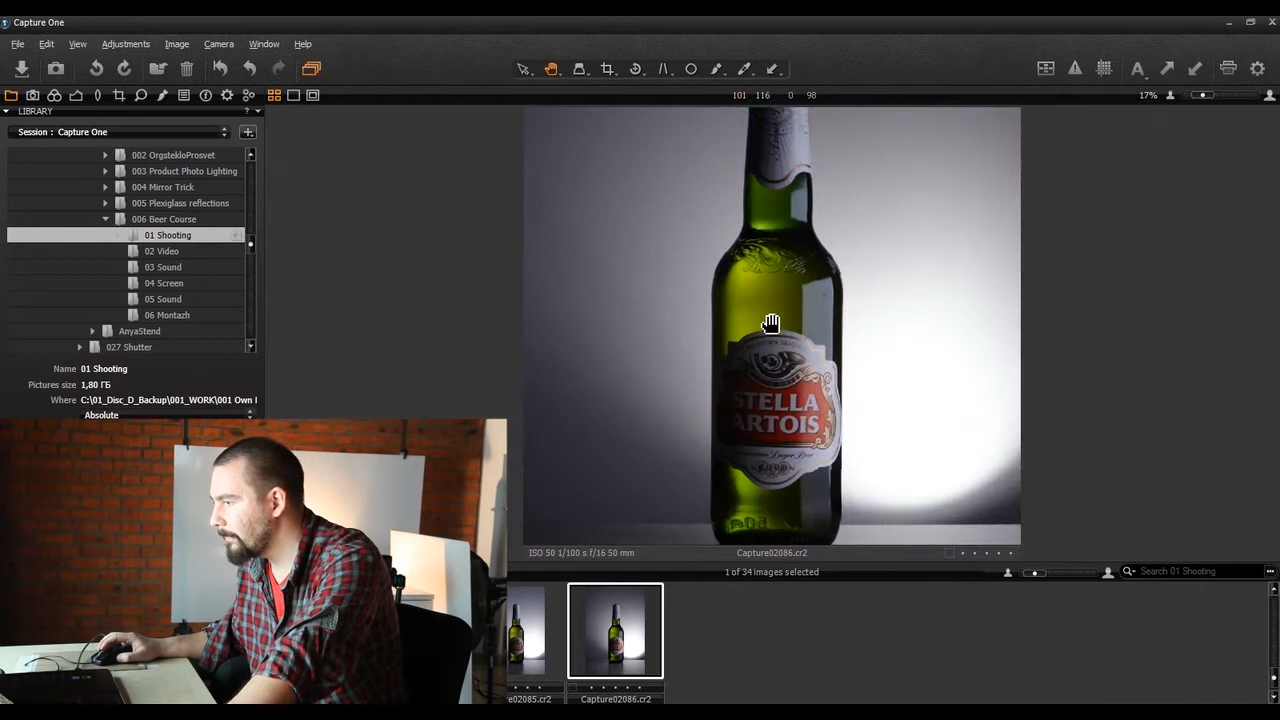 Capture One
File Edit View Adjustments Image Camera Window Help
101 116 0 98
17%
LIBRARY
? 
Session : Capture One
002 OrgstekloProsvet
003 Product Photo Lighting
004 Mirror Trick
005 Plexiglass reflections
006 Beer Course
01 Shooting
02 Video
03 Sound
04 Screen
05 Sound
06 Montazh
AnyaStend
027 Shutter
Name 01 Shooting
Pictures size 1,80 ГБ
Where C:\01_Disc_D_Backup\001_WORK\001 Own
Absolute
STELLA
ARTOIS
Premium Lager Beer
ISO 50 1/100 s f/16 50 mm
Capture02086.cr2
1 of 34 images selected
Search 01 Shooting
re02085.cr2
Capture02086.cr2